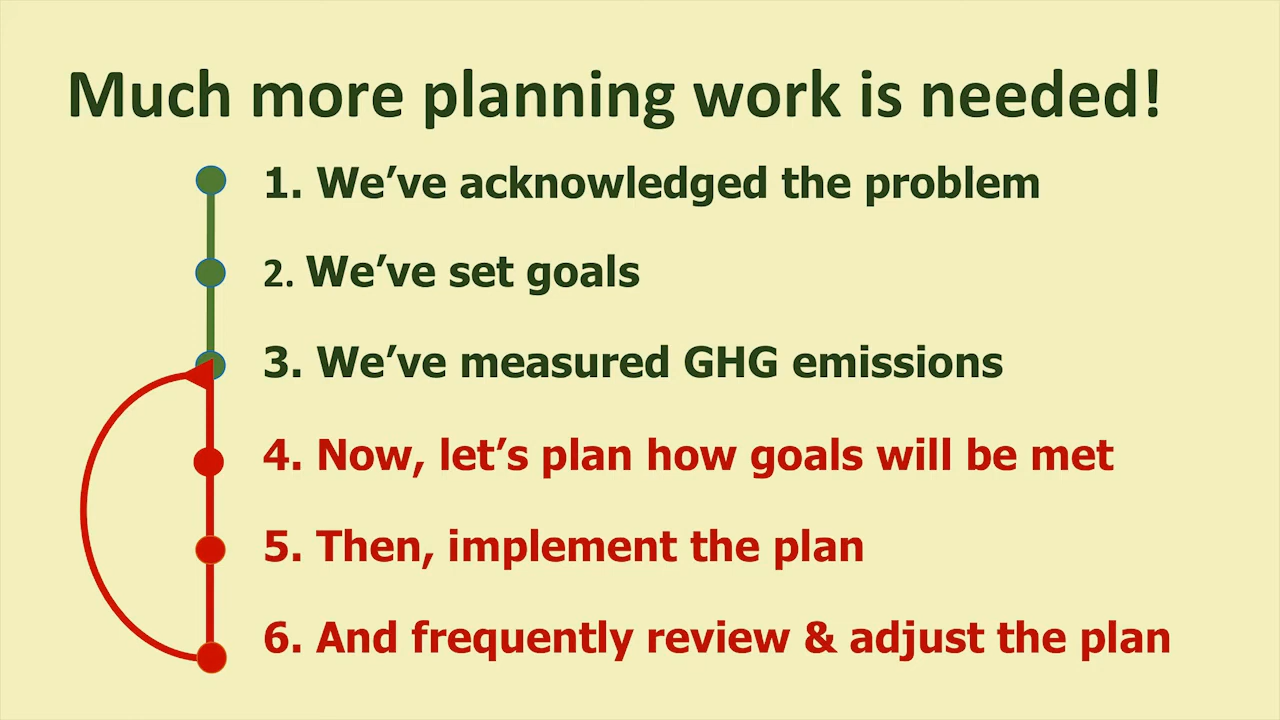 Much more planning work is needed!
1. We’ve acknowledged the problem
2. We’ve set goals
3. We’ve measured GHG emissions
4. Now, let’s plan how goals will be met
5. Then, implement the plan
6. And frequently review & adjust the plan